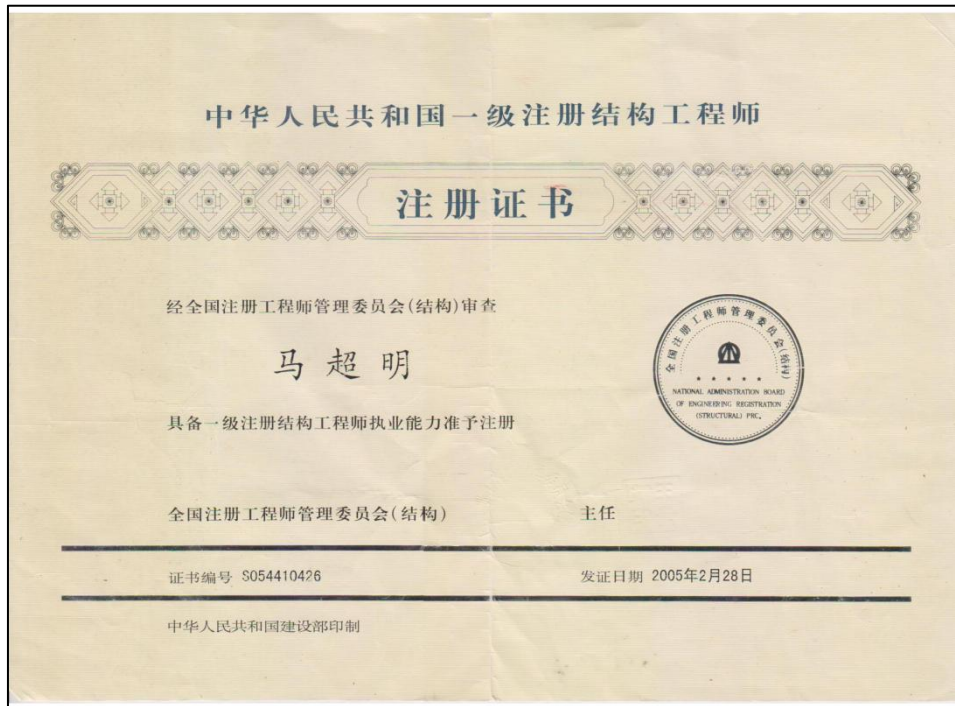 中华人民共和国一级注册结构工程师
注册证书
经全国注册工程师管理委员会(结构)审查
马超明
具备一级注册结构工程师执业能力准予注册
全国注册工程师管理委员会(结构)
NATIONAL ADMINISTRATION BOARD
OF ENGINEERING REGISTRATION
(STRUCTURAL) PRC.
全国注册工程师管理委员会(结构) 主任
证书编号 S054410426 发证日期 2005年2月28日
中华人民共和国建设部印制